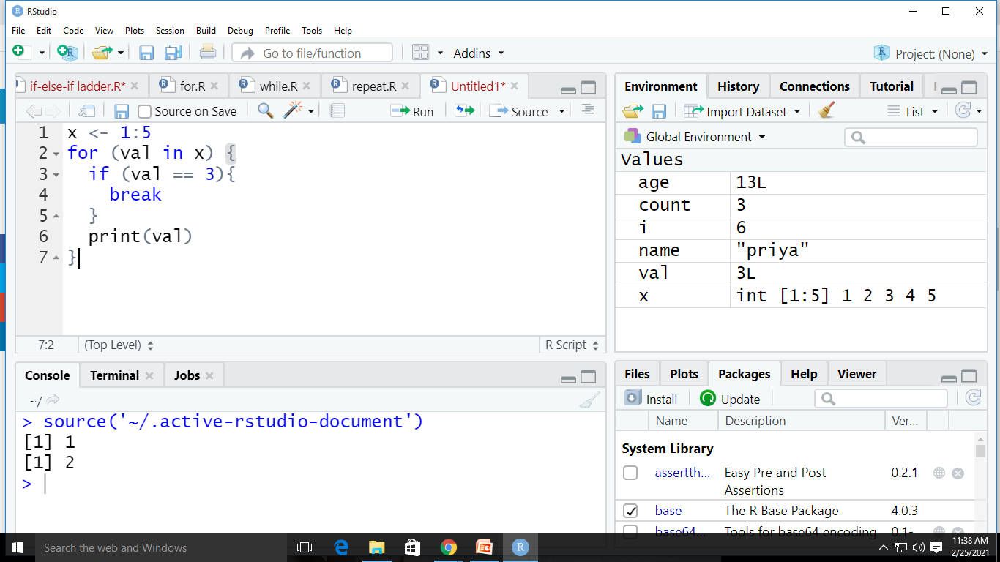 RStudio
File Edit Code View Plots Session Build Debug Profile Tools Help
Go to file/function Addins Project: (None)
if-else-if ladder.R* for.R while.R repeat.R Untitled1*
Source on Save Run Source
1 x <- 1:5
2 for (val in x) {
3 if (val == 3){
4 break
5 }
6 print(val)
7 }
7:2 (Top Level) R Script
Console Terminal Jobs
~/
> source('~/.active-rstudio-document')
[1] 1
[1] 2
>
Environment History Connections Tutorial
Import Dataset List
Global Environment
Values
age 13L
count 3
i 6
name "priya"
val 3L
x int [1:5] 1 2 3 4 5
Files Plots Packages Help Viewer
Install Update
Name Description Ver...
System Library
assertth... Easy Pre and Post 0.2.1
Assertions
base The R Base Package 4.0.3
base64... Tools for base64 encoding 0.1-
Search the web and Windows
11:38 AM
2/25/2021